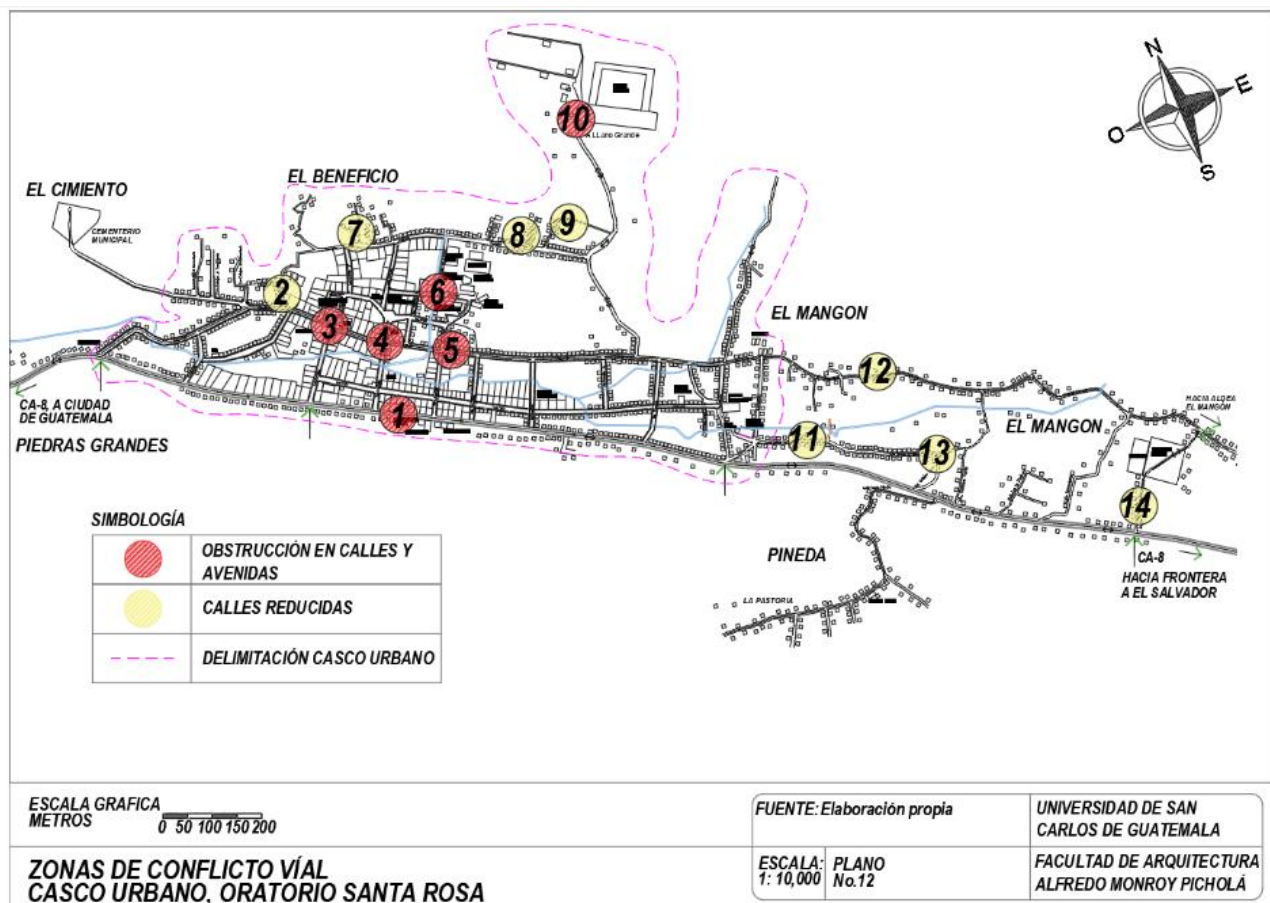 N
E
O
S
10
A Llano Grande
EL CIMIENTO
EL BENEFICIO
CEMENTERIO
MUNICIPAL
7
8
9
2
6
3
4
5
1
EL MANGON
12
CA-8, A CIUDAD
DE GUATEMALA
PIEDRAS GRANDES
HACIA ALDEA
EL MANGÓN
EL MANGON
11
13
14
PINEDA
LA PASTORIA
CA-8
HACIA FRONTERA
A EL SALVADOR
SIMBOLOGÍA
OBSTRUCCIÓN EN CALLES Y
AVENIDAS
CALLES REDUCIDAS
DELIMITACIÓN CASCO URBANO
ESCALA GRAFICA
METROS
0 50 100 150 200
ZONAS DE CONFLICTO VÍAL
CASCO URBANO, ORATORIO SANTA ROSA
FUENTE: Elaboración propia
UNIVERSIDAD DE SAN
CARLOS DE GUATEMALA
ESCALA:
1: 10,000
PLANO
No.12
FACULTAD DE ARQUITECTURA
ALFREDO MONROY PICHOLÁ